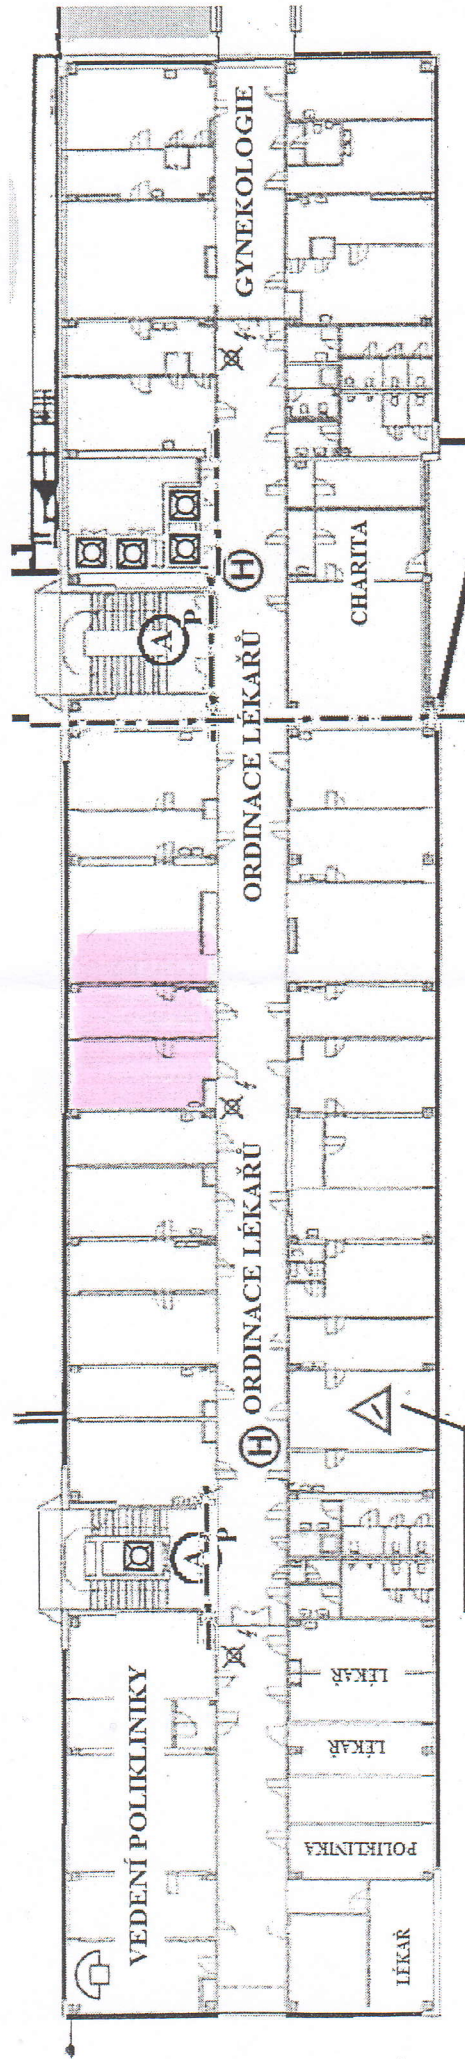 GYNEKOLOGIE
CHARITA
H
A
P
ORDINACE LÉKAŘŮ
ORDINACE LÉKAŘŮ
H
A
P
VEDENÍ POLIKLINIKY
LÉKAŘ
LÉKAŘ
POLIKLINIKA
LÉKAŘ